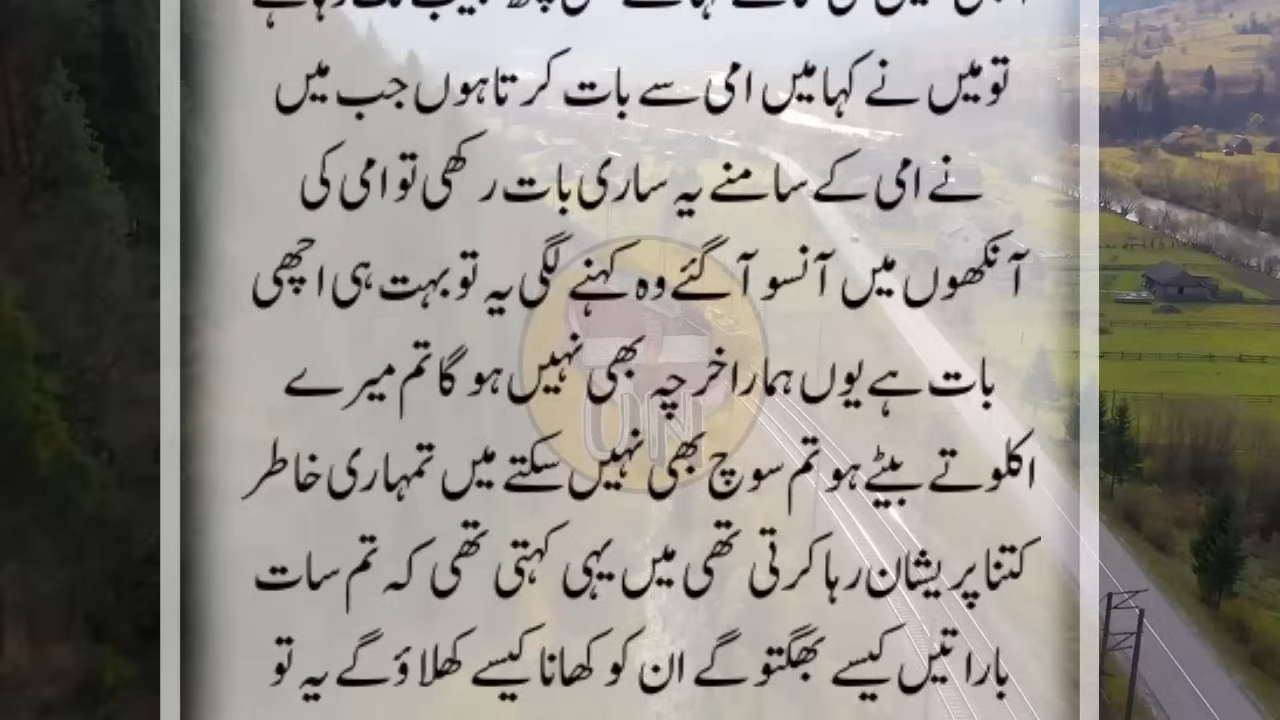 تو میں نے کہا میں امی سے بات کرتا ہوں جب میں
نے امی کے سامنے یہ ساری بات رکھی تو امی کی
آنکھوں میں آنسو آ گئے وہ کہنے لگی یہ تو بہت ہی اچھی
بات ہے یوں ہمارا خرچہ بھی نہیں ہو گا تم میرے
اکلوتے بیٹے ہو تم سوچ بھی نہیں سکتے میں تمہاری خاطر
کتنا پریشان رہا کرتی تھی میں یہی کہتی تھی کہ تم سات
باراتیں کیسے بھگتو گے ان کو کھانا کیسے کھلاؤ گے یہ تو
UN